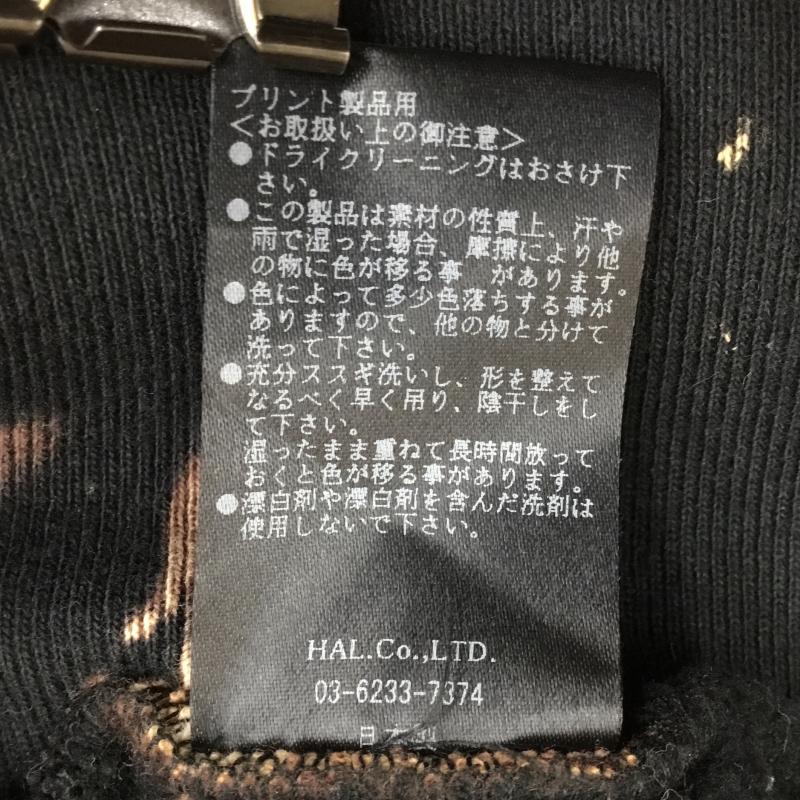 プリント製品用
＜お取扱い上の御注意＞
●ドライクリーニングはおさけ下
さい。
●この製品は素材の性質上、汗や
雨で湿った場合、摩擦により他
の物に色が移る事 があります。
●色によって多少色落ちする事が
ありますので、他の物と分けて
洗って下さい。
●充分ススギ洗いし、形を整えて
なるべく早く吊り、陰干しをし
て下さい。
湿ったまま重ねて長時間放って
おくと色が移る事があります。
●漂白剤や漂白剤を含んだ洗剤は
使用しないで下さい。
HAL.Co.,LTD.
03-6233-7374
日本製